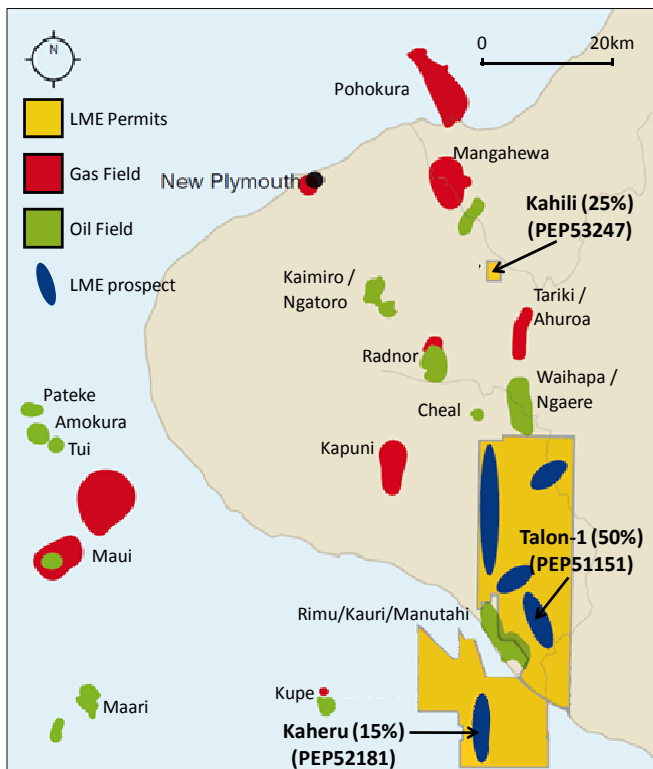 N
0
20km
LME Permits
Gas Field
Oil Field
LME prospect
Pohokura
Mangahewa
New Plymouth
Kahili (25%)
(PEP53247)
Kaimiro /
Ngatoro
Tariki /
Ahuroa
Radnor
Waihapa /
Ngaere
Pateke
Amokura
Tui
Cheal
Kapuni
Maui
Talon-1 (50%)
(PEP51151)
Rimu/Kauri/Manutahi
Maari
Kupe
Kaheru (15%)
(PEP52181)